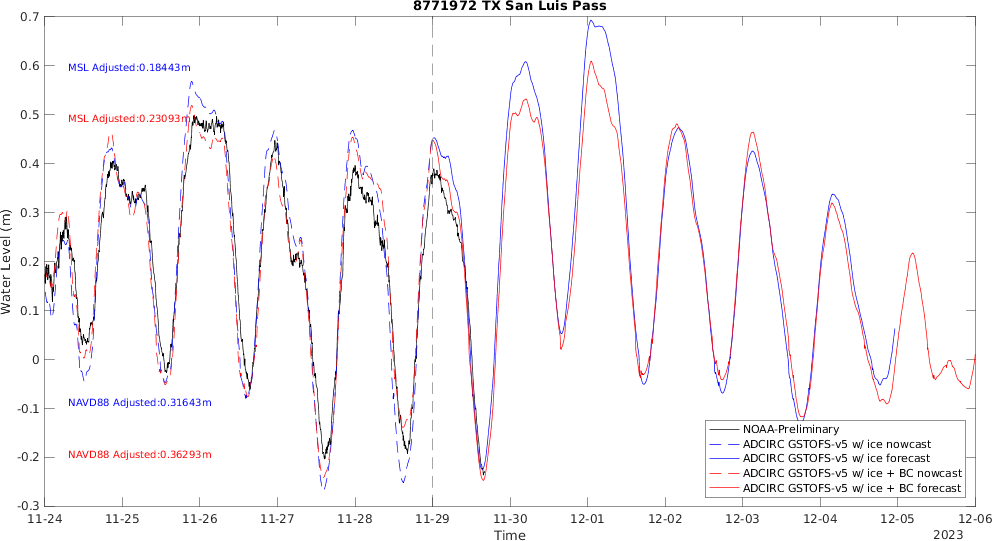 8771972 TX San Luis Pass
0.7
0.6
0.5
0.4
0.3
0.2
0.1
0
-0.1
-0.2
-0.3
Water Level (m)
MSL Adjusted:0.18443m
MSL Adjusted:0.23093m
NAVD88 Adjusted:0.31643m
NAVD88 Adjusted:0.36293m
NOAA-Preliminary
ADCIRC GSTOFS-v5 w/ ice nowcast
ADCIRC GSTOFS-v5 w/ ice forecast
ADCIRC GSTOFS-v5 w/ ice + BC nowcast
ADCIRC GSTOFS-v5 w/ ice + BC forecast
11-24 11-25 11-26 11-27 11-28 11-29 11-30 12-01 12-02 12-03 12-04 12-05 12-06
Time
2023